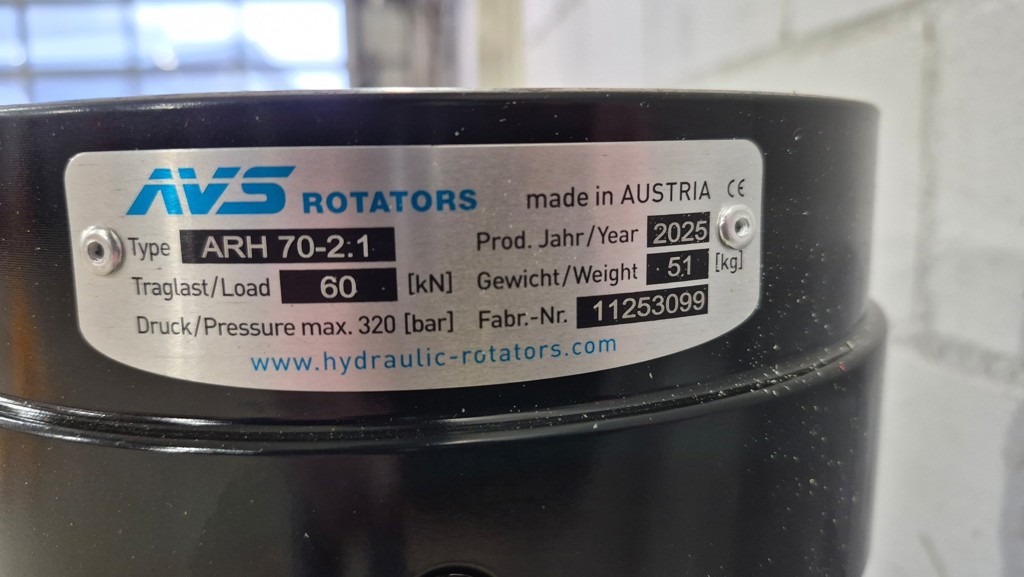 AVS ROTATORS
made in AUSTRIA CE
Type ARH 70-2:1
Prod. Jahr/Year 2025
Traglast/Load 60 [kN]
Gewicht/Weight 51 [kg]
Druck/Pressure max. 320 [bar]
Fabr.-Nr. 11253099
www.hydraulic-rotators.com